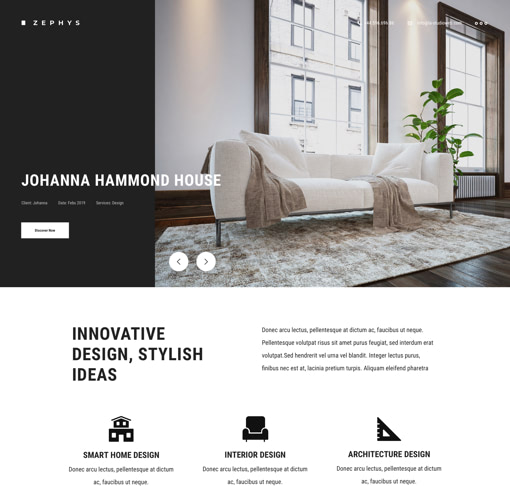 ZEPHYS
JOHANNA HAMMOND HOUSE
Client: Johanna Date: Febs 2019 Services: Design
Discover Now
INNOVATIVE
DESIGN, STYLISH
IDEAS
Donec arcu lectus, pellentesque at dictum ac, faucibus ut neque.
Pellentesque volutpat risus sit amet purus feugiat, sed interdum erat
volutpat.Sed hendrerit vel urna vel blandit. Integer lectus purus,
finibus nec est at, lacinia pretium turpis. Aliquam eleifend pharetra
SMART HOME DESIGN
Donec arcu lectus, pellentesque at dictum
ac, faucibus ut neque.
INTERIOR DESIGN
Donec arcu lectus, pellentesque at dictum
ac, faucibus ut neque.
ARCHITECTURE DESIGN
Donec arcu lectus, pellentesque at dictum
ac, faucibus ut neque.